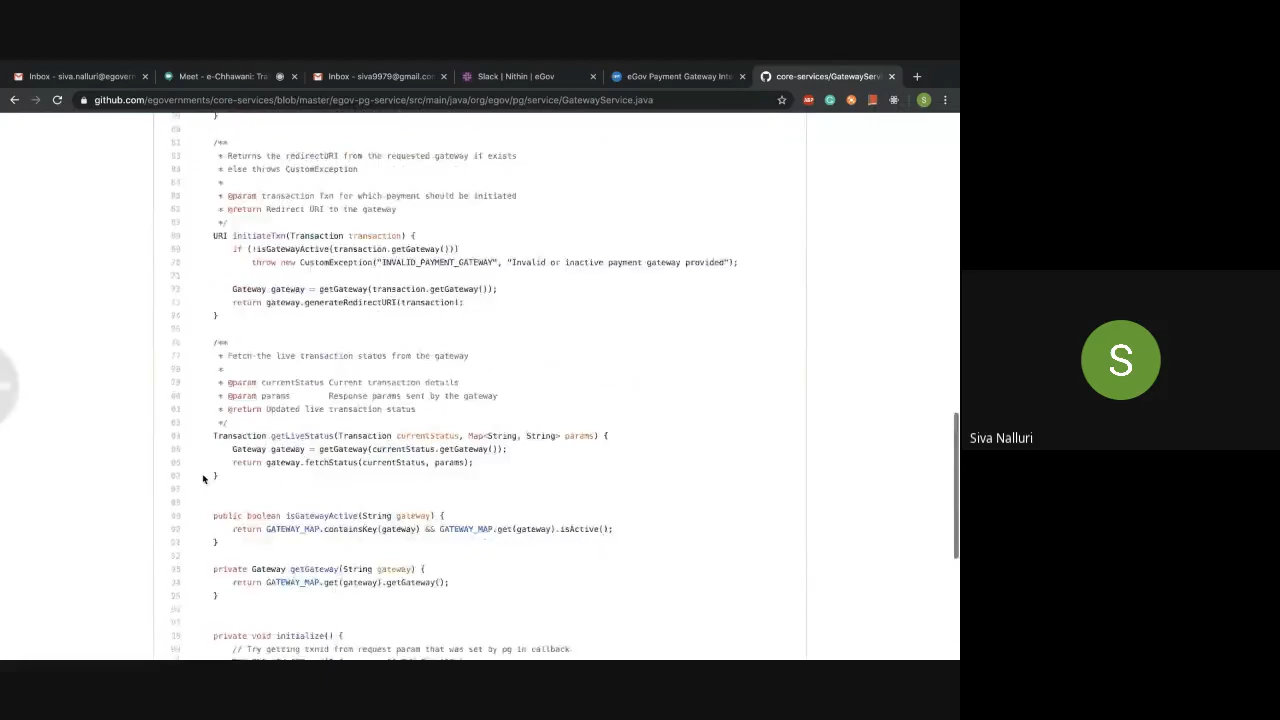 Inbox - siva.nalluri@egovern
Meet - e-Chhawani: Tra
Inbox - siva9979@gmail.co
Slack | Nithin | eGov
eGov Payment Gateway Inte
core-services/GatewayServi
github.com/egovernments/core-services/blob/master/egov-pg-service/src/main/java/org/egov/pg/service/GatewayService.java
}
/**
* Returns the redirectURI from the requested gateway if exists
* else throws CustomException
*
* @param transaction Txn for which payment should be initiated
* @return Redirect URI to the gateway
*/
URI initiateTxn(Transaction transaction) {
if (!isGatewayActive(transaction.getGateway()))
throw new CustomException("INVALID_PAYMENT_GATEWAY", "Invalid or inactive payment gateway provided");
Gateway gateway = getGateway(transaction.getGateway());
return gateway.generateRedirectURI(transaction);
}
/**
* Fetch the live transaction status from the gateway
*
* @param currentStatus Current transaction details
* @param params Response params sent by the gateway
* @return Updated live transaction status
*/
Transaction getLiveStatus(Transaction currentStatus, Map<String, String> params) {
Gateway gateway = getGateway(currentStatus.getGateway());
return gateway.fetchStatus(currentStatus, params);
}
public boolean isGatewayActive(String gateway) {
return GATEWAY_MAP.containsKey(gateway) && GATEWAY_MAP.get(gateway).isActive();
}
private Gateway getGateway(String gateway) {
return GATEWAY_MAP.get(gateway).getGateway();
}
private void initialize() {
// Try getting txnid from request param that was set by pg in callback
S
Siva Nalluri